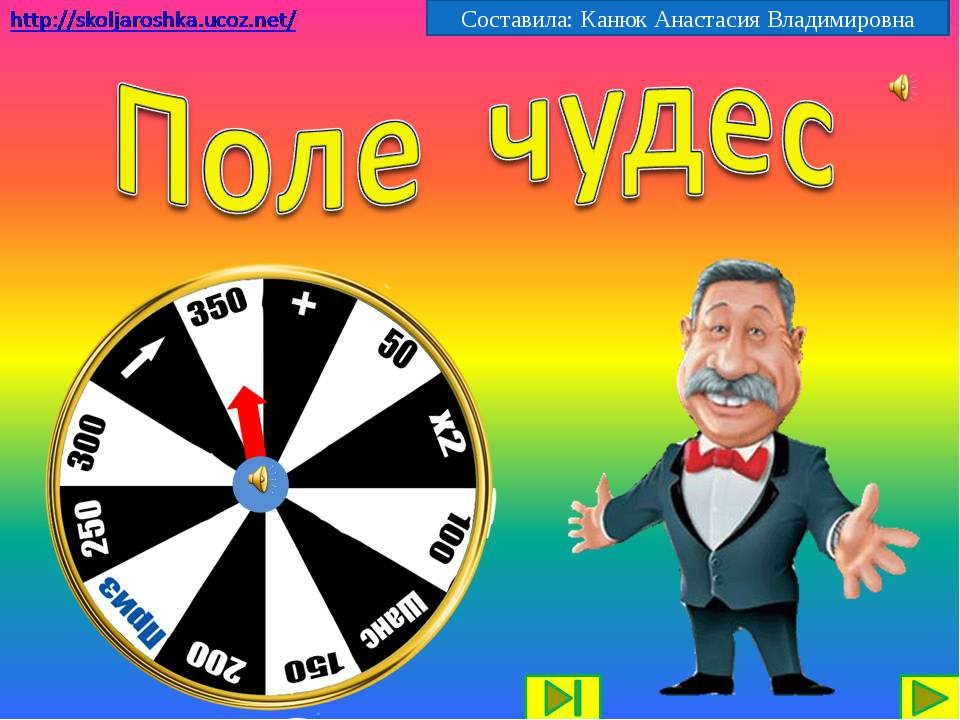 http://skoljaroshka.ucoz.net/
Составила: Канюк Анастасия Владимировна
Поле чудес
350
+
50
х2
100
Шанс
150
200
Приз
250
300